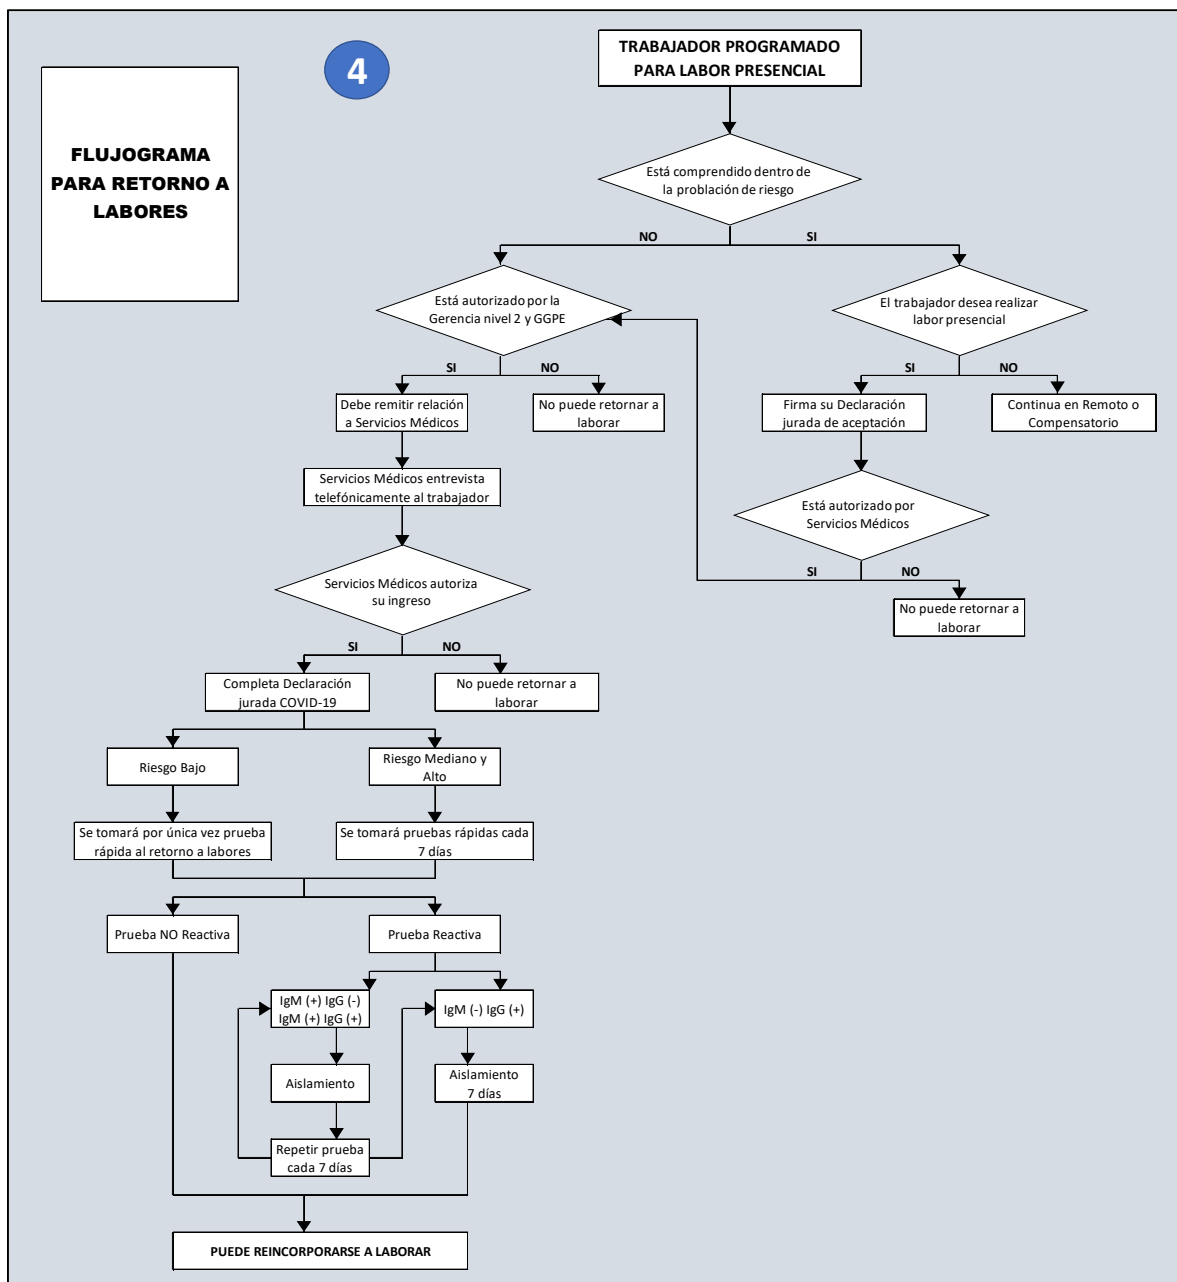 4
FLUJOGRAMA
PARA RETORNO A
LABORES
TRABAJADOR PROGRAMADO
PARA LABOR PRESENCIAL
Está comprendido dentro de
la problación de riesgo
NO
SI
Está autorizado por la
Gerencia nivel 2 y GGPE
El trabajador desea realizar
labor presencial
SI
NO
SI
NO
Debe remitir relación
a Servicios Médicos
No puede retornar a
laborar
Firma su Declaración
jurada de aceptación
Continua en Remoto o
Compensatorio
Servicios Médicos entrevista
telefónicamente al trabajador
Está autorizado por
Servicios Médicos
SI
NO
Servicios Médicos autoriza
su ingreso
No puede retornar a
laborar
SI
NO
Completa Declaración
jurada COVID-19
No puede retornar a
laborar
Riesgo Bajo
Riesgo Mediano y
Alto
Se tomará por única vez prueba
rápida al retorno a labores
Se tomará pruebas rápidas cada
7 días
Prueba NO Reactiva
Prueba Reactiva
IgM (+) IgG (-)
IgM (+) IgG (+)
IgM (-) IgG (+)
Aislamiento
Aislamiento
7 días
Repetir prueba
cada 7 días
PUEDE REINCORPORARSE A LABORAR